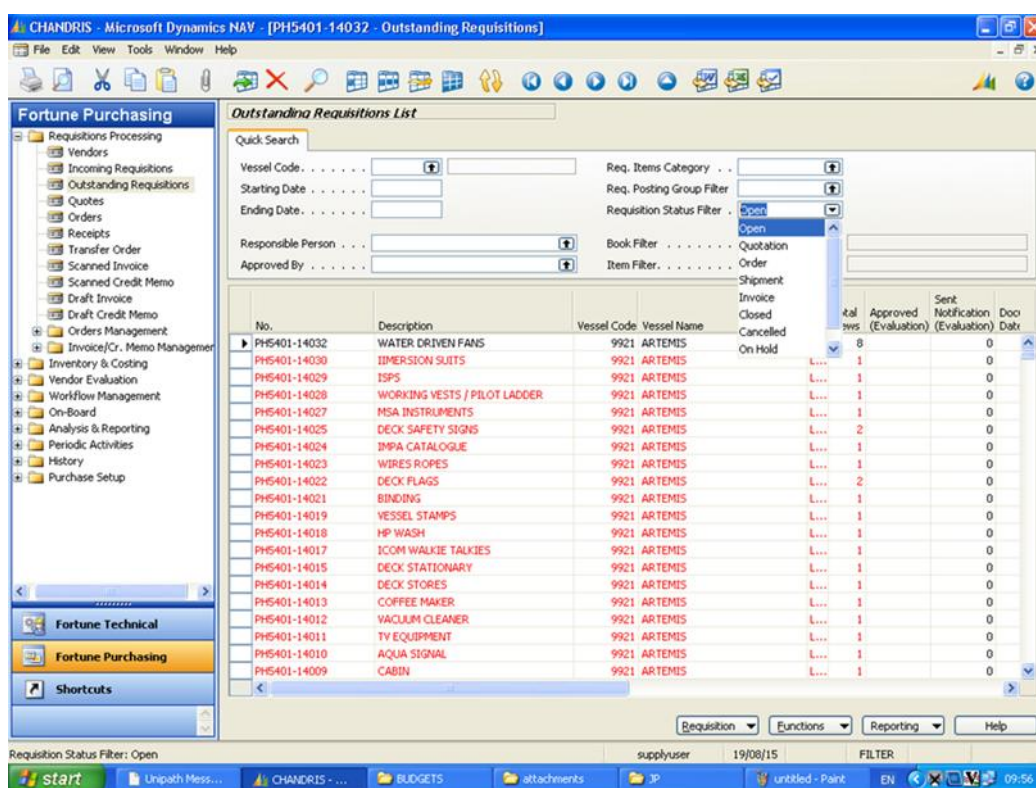 CHANDRIS - Microsoft Dynamics NAV - [PH5401-14032 - Outstanding Requisitions]
File Edit View Tools Window Help
Fortune Purchasing
Requisitions Processing
Vendors
Incoming Requisitions
Outstanding Requisitions
Quotes
Orders
Receipts
Transfer Order
Scanned Invoice
Scanned Credit Memo
Draft Invoice
Draft Credit Memo
Orders Management
Invoice/Cr. Memo Managemer
Inventory & Costing
Vendor Evaluation
Workflow Management
On-Board
Analysis & Reporting
Periodic Activities
History
Purchase Setup
Fortune Technical
Fortune Purchasing
Shortcuts
Outstanding Requisitions List
Quick Search
Vessel Code. . . . . . .
Starting Date . . . . . .
Ending Date. . . . . . .
Responsible Person . . .
Approved By . . . . . .
Req. Items Category . .
Req. Posting Group Filter
Requisition Status Filter . Open
Book Filter . . . . . . .
Item Filter. . . . . . . .
Open
Quotation
Order
Shipment
Invoice
Closed
Cancelled
On Hold
No. Description Vessel Code Vessel Name Approved (Evaluation) Sent Notification (Evaluation)
PH5401-14032 WATER DRIVEN FANS 9921 ARTEMIS 8 0
PH5401-14030 IIMERSION SUITS 9921 ARTEMIS L... 1 0
PH5401-14029 ISPS 9921 ARTEMIS L... 1 0
PH5401-14028 WORKING VESTS / PILOT LADDER 9921 ARTEMIS L... 1 0
PH5401-14027 MSA INSTRUMENTS 9921 ARTEMIS L... 1 0
PH5401-14025 DECK SAFETY SIGNS 9921 ARTEMIS L... 2 0
PH5401-14024 IMPA CATALOGUE 9921 ARTEMIS L... 1 0
PH5401-14023 WIRES ROPES 9921 ARTEMIS L... 1 0
PH5401-14022 DECK FLAGS 9921 ARTEMIS L... 2 0
PH5401-14021 BINDING 9921 ARTEMIS L... 1 0
PH5401-14019 VESSEL STAMPS 9921 ARTEMIS L... 1 0
PH5401-14018 HP WASH 9921 ARTEMIS L... 1 0
PH5401-14017 ICOM WALKIE TALKIES 9921 ARTEMIS L... 1 0
PH5401-14015 DECK STATIONARY 9921 ARTEMIS L... 1 0
PH5401-14014 DECK STORES 9921 ARTEMIS L... 1 0
PH5401-14013 COFFEE MAKER 9921 ARTEMIS L... 1 0
PH5401-14012 VACUUM CLEANER 9921 ARTEMIS L... 1 0
PH5401-14011 TV EQUIPMENT 9921 ARTEMIS L... 1 0
PH5401-14010 AQUA SIGNAL 9921 ARTEMIS L... 1 0
PH5401-14009 CABIN 9921 ARTEMIS L... 1 0
Requisition Functions Reporting Help
Requisition Status Filter: Open supplyuser 19/08/15 FILTER
start Unipath Mess... CHANDRIS - ... BUDGETS attachments JP untitled - Paint EN 09:56